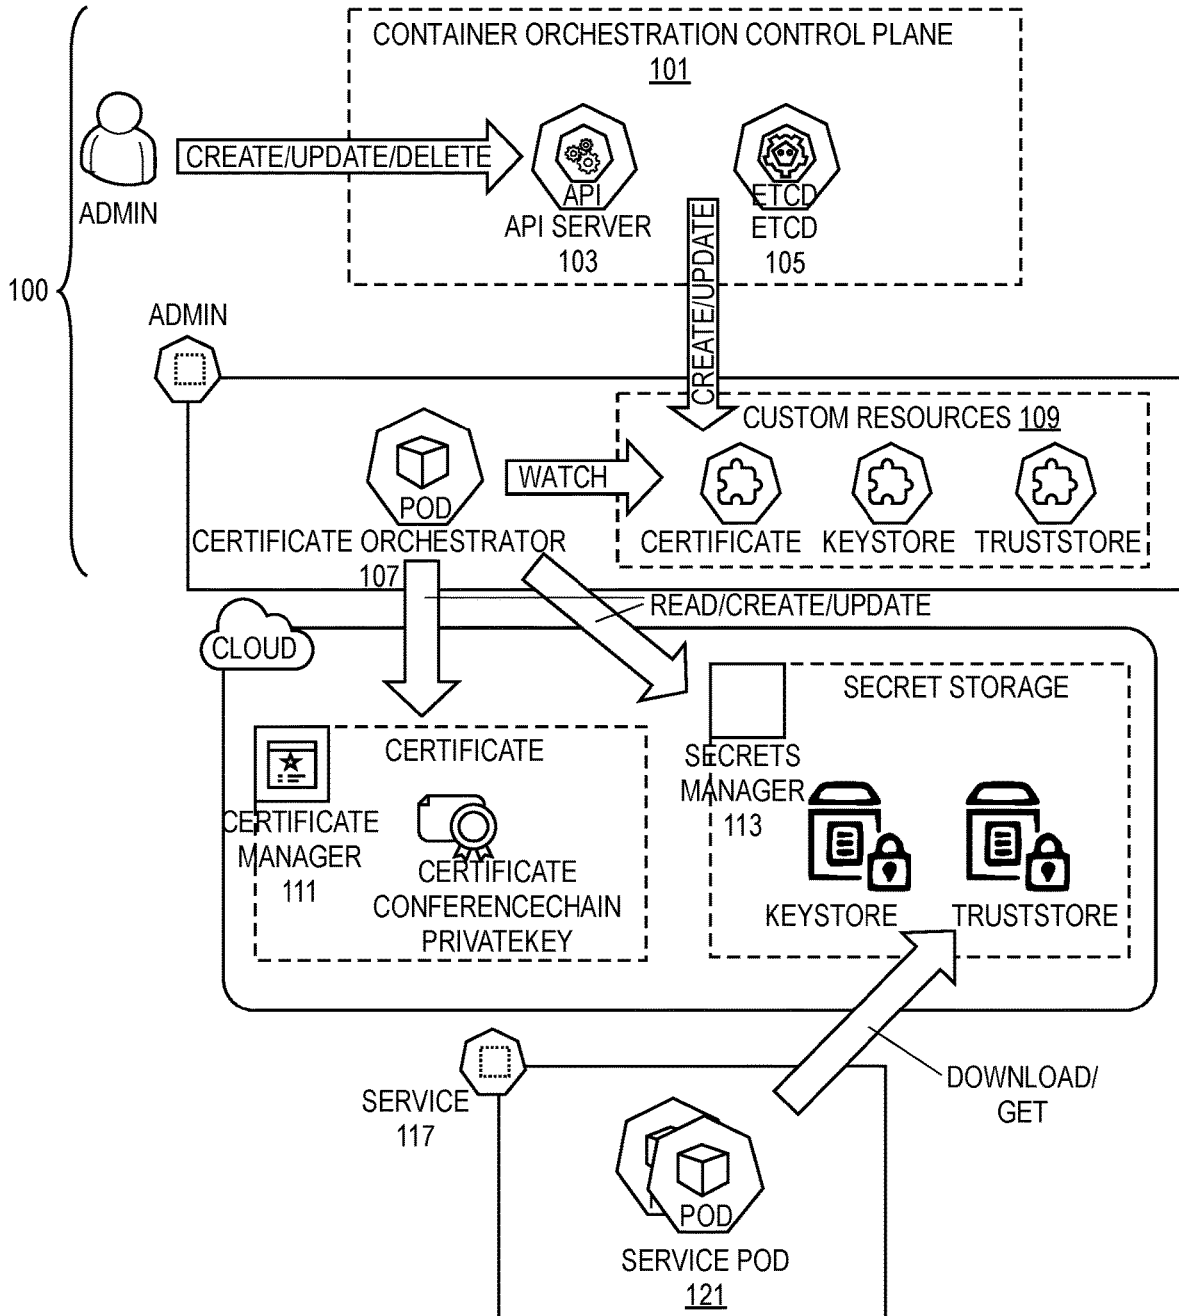 CONTAINER ORCHESTRATION CONTROL PLANE
101
CREATE/UPDATE/DELETE
ADMIN
API
API SERVER
103
ETCD
ETCD
105
CREATE/UPDATE
100
ADMIN
CUSTOM RESOURCES 109
POD
WATCH
CERTIFICATE ORCHESTRATOR
107
CERTIFICATE
KEYSTORE
TRUSTSTORE
READ/CREATE/UPDATE
CLOUD
SECRET STORAGE
CERTIFICATE
SECRETS
MANAGER
113
CERTIFICATE
MANAGER
111
CERTIFICATE
CONFERENCECHAIN
PRIVATEKEY
KEYSTORE
TRUSTSTORE
DOWNLOAD/
GET
SERVICE
117
POD
SERVICE POD
121